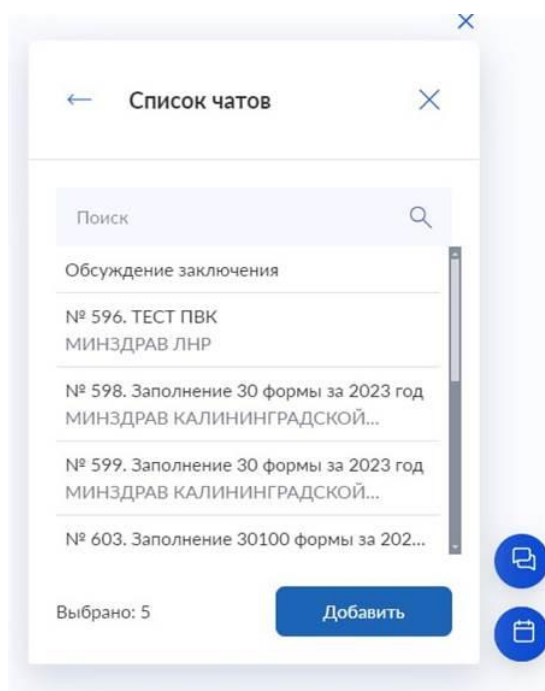 Список чатов
Поиск
Обсуждение заключения
№ 596. ТЕСТ ПВК
МИНЗДРАВ ЛНР
№ 598. Заполнение 30 формы за 2023 год
МИНЗДРАВ КАЛИНИНГРАДСКОЙ...
№ 599. Заполнение 30 формы за 2023 год
МИНЗДРАВ КАЛИНИНГРАДСКОЙ...
№ 603. Заполнение 30100 формы за 202...
Выбрано: 5
Добавить